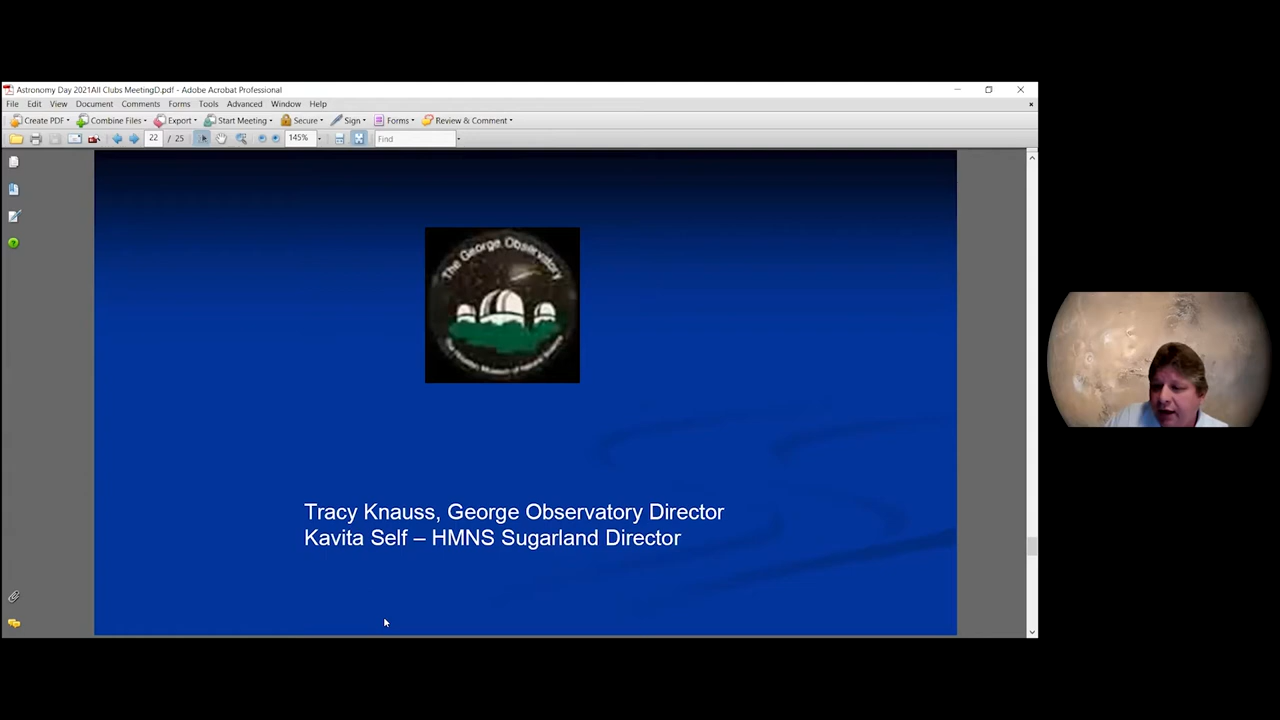 Astronomy Day 2021All Clubs MeetingD.pdf - Adobe Acrobat Professional
File Edit View Document Comments Forms Tools Advanced Window Help
Create PDF Combine Files Export Start Meeting Secure Sign Forms Review & Comment
22 / 25 145% Find
The George Observatory
Tracy Knauss, George Observatory Director
Kavita Self – HMNS Sugarland Director